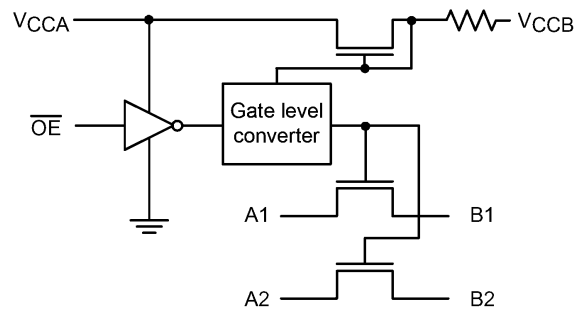 VCCA
VCCB
OE
Gate level
converter
A1
B1
A2
B2